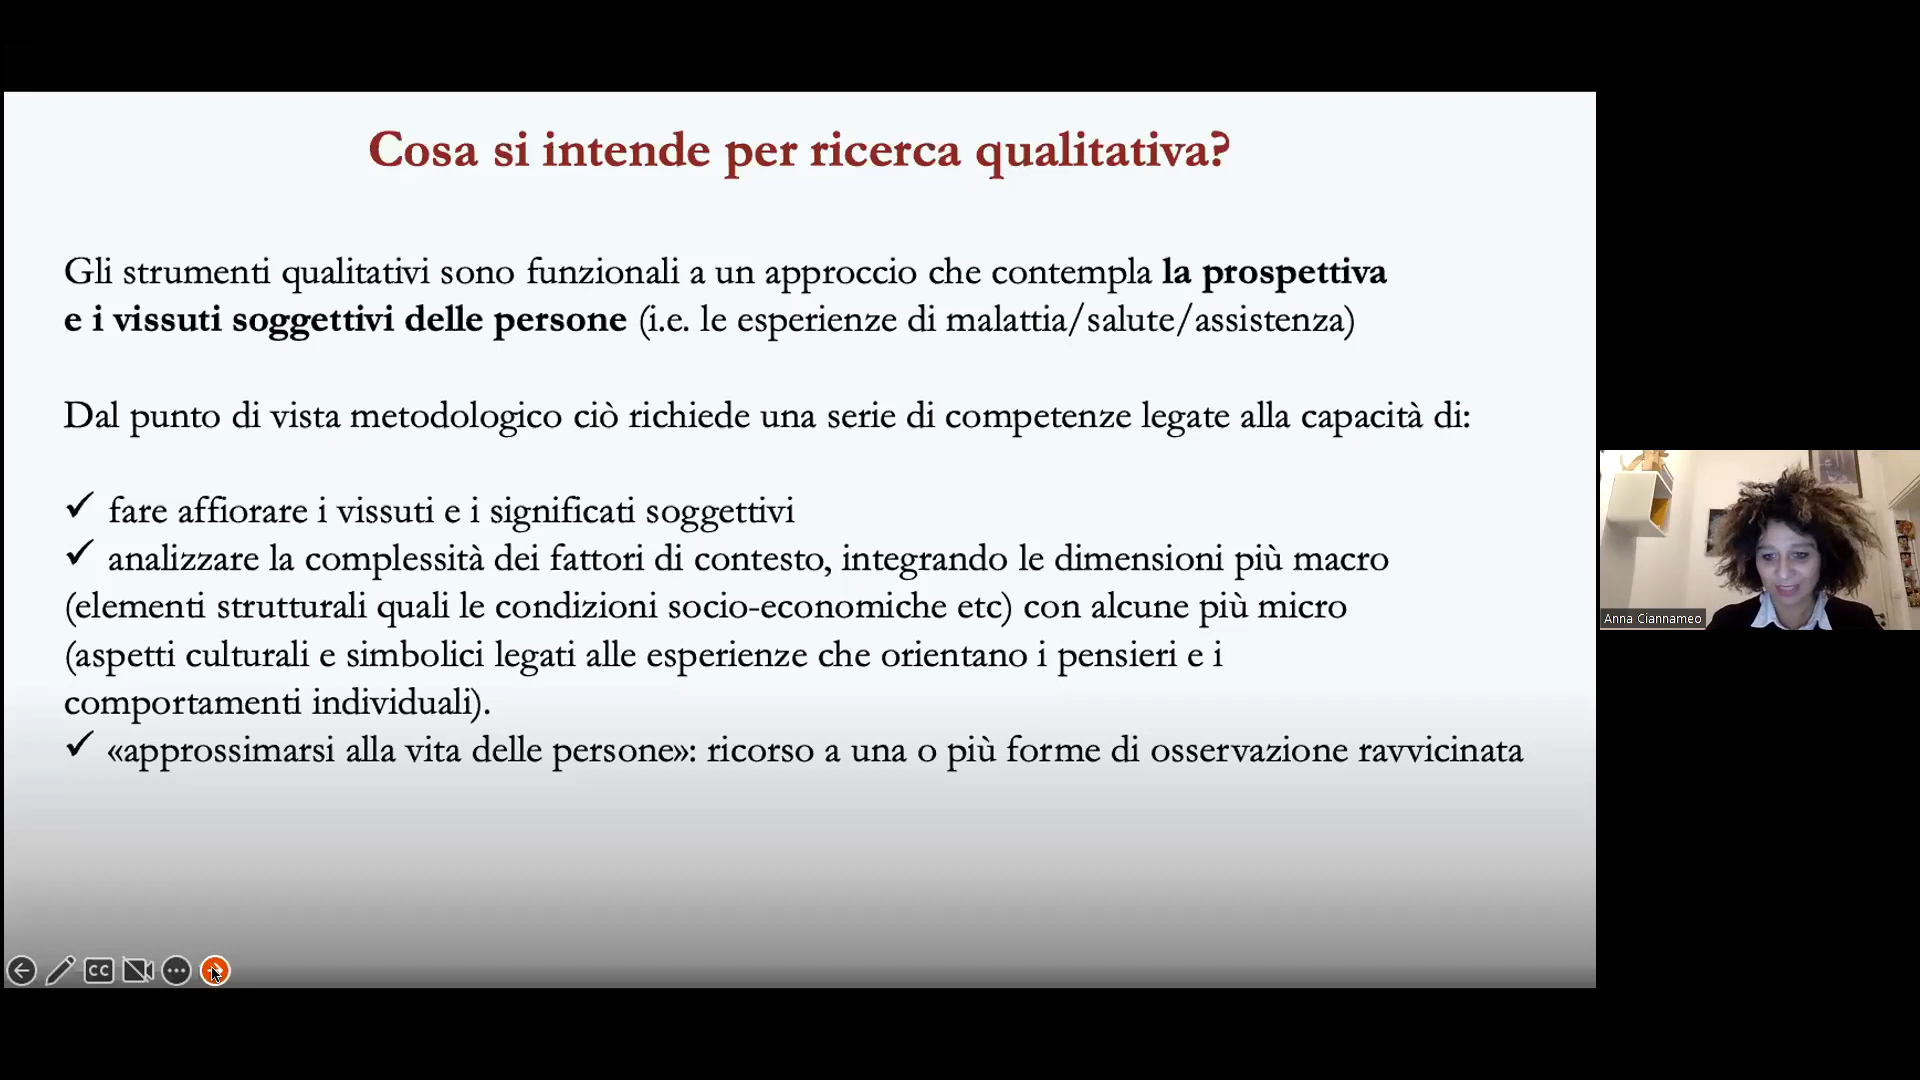 Cosa si intende per ricerca qualitativa?
Gli strumenti qualitativi sono funzionali a un approccio che contempla la prospettiva
e i vissuti soggettivi delle persone (i.e. le esperienze di malattia/salute/assistenza)
Dal punto di vista metodologico ciò richiede una serie di competenze legate alla capacità di:
✓ fare affiorare i vissuti e i significati soggettivi
✓ analizzare la complessità dei fattori di contesto, integrando le dimensioni più macro
(elementi strutturali quali le condizioni socio-economiche etc) con alcune più micro
(aspetti culturali e simbolici legati alle esperienze che orientano i pensieri e i
comportamenti individuali).
✓ «approssimarsi alla vita delle persone»: ricorso a una o più forme di osservazione ravvicinata
CC
Anna Ciannameo